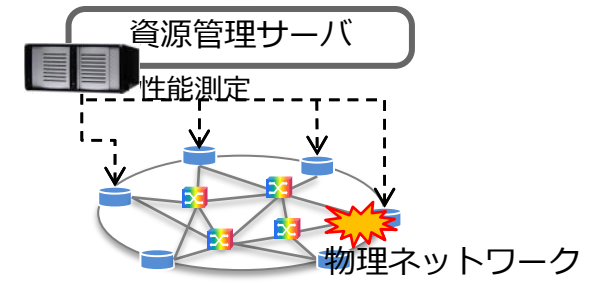 資源管理サーバ
性能測定
物理ネットワーク